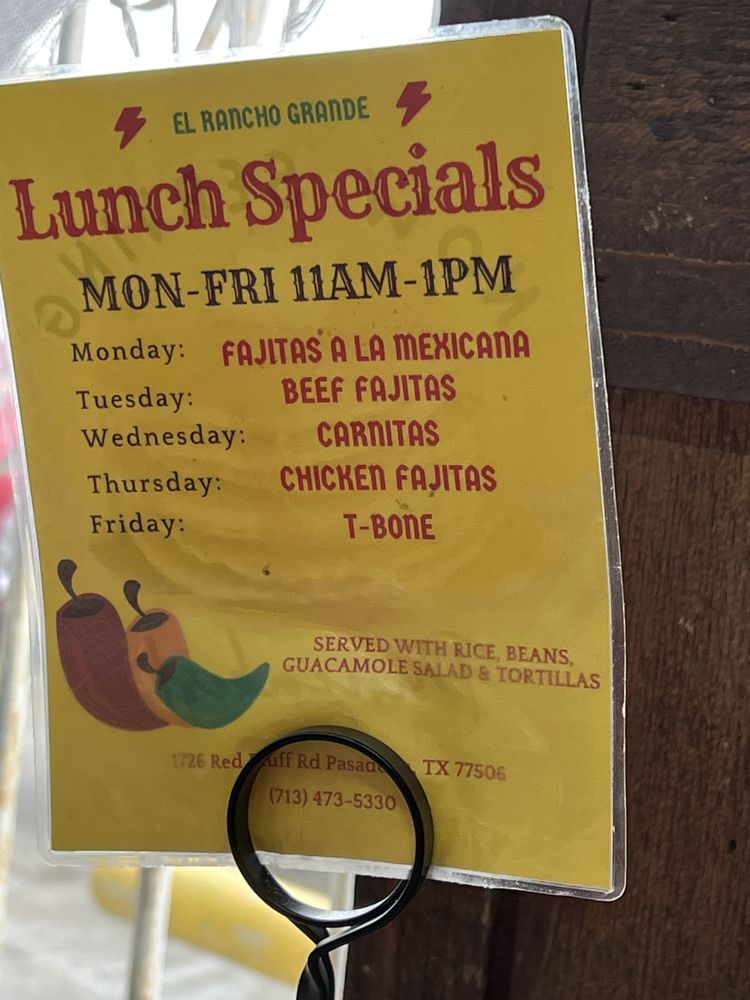 EL RANCHO GRANDE
Lunch Specials
MON-FRI 11AM-1PM
Monday: FAJITAS A LA MEXICANA
Tuesday: BEEF FAJITAS
Wednesday: CARNITAS
Thursday: CHICKEN FAJITAS
Friday: T-BONE
SERVED WITH RICE, BEANS,
GUACAMOLE SALAD & TORTILLAS
1726 Red Rd TX 77506
(713) 473-5330